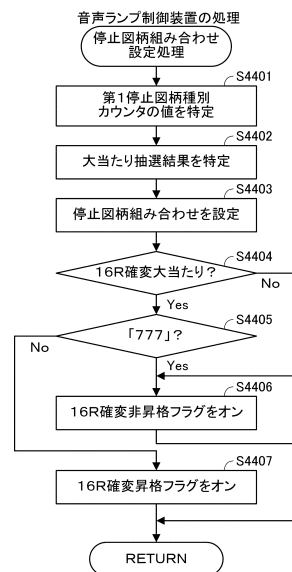 音声ランプ制御装置の処理
停止図柄組み合わせ
設定処理
S4401
第1停止図柄種別
カウンタの値を特定
S4402
大当たり抽選結果を特定
S4403
停止図柄組み合わせを設定
S4404
16R確変大当たり?
No
Yes
S4405
「777」?
No
Yes
S4406
16R確変非昇格フラグをオン
S4407
16R確変昇格フラグをオン
RETURN